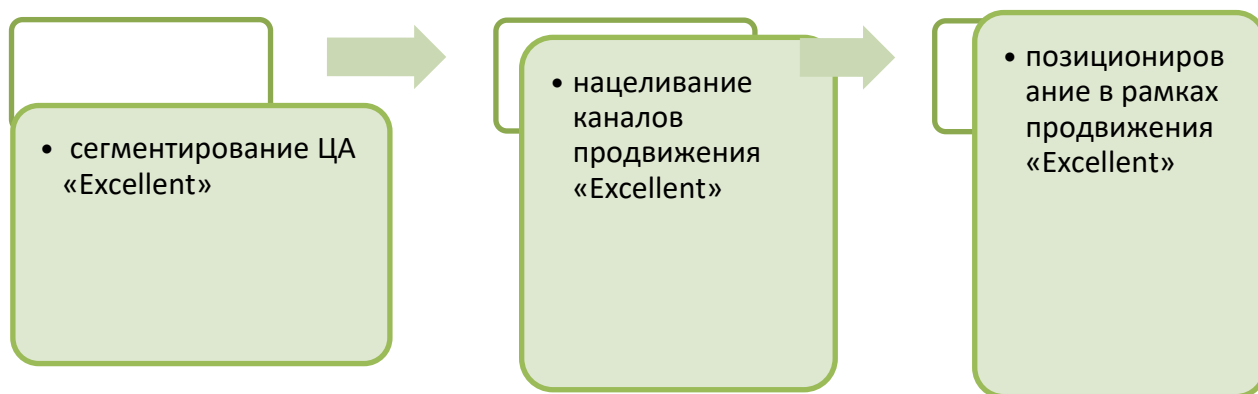 • сегментирование ЦА
«Excellent»
• нацеливание
каналов
продвижения
«Excellent»
• позициониров
ание в рамках
продвижения
«Excellent»